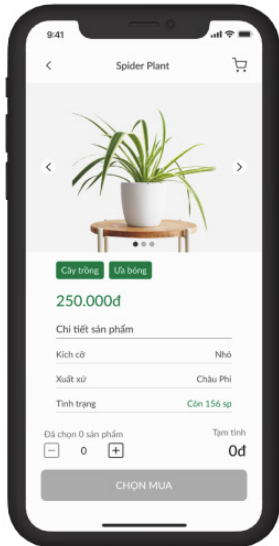 9:41
Spider Plant
Cây trồng Ưa bóng
250.000đ
Chi tiết sản phẩm
Kích cỡ Nhỏ
Xuất xứ Châu Phi
Tình trạng Còn 156 sp
Đã chọn 0 sản phẩm Tạm tính
0 0đ
CHỌN MUA